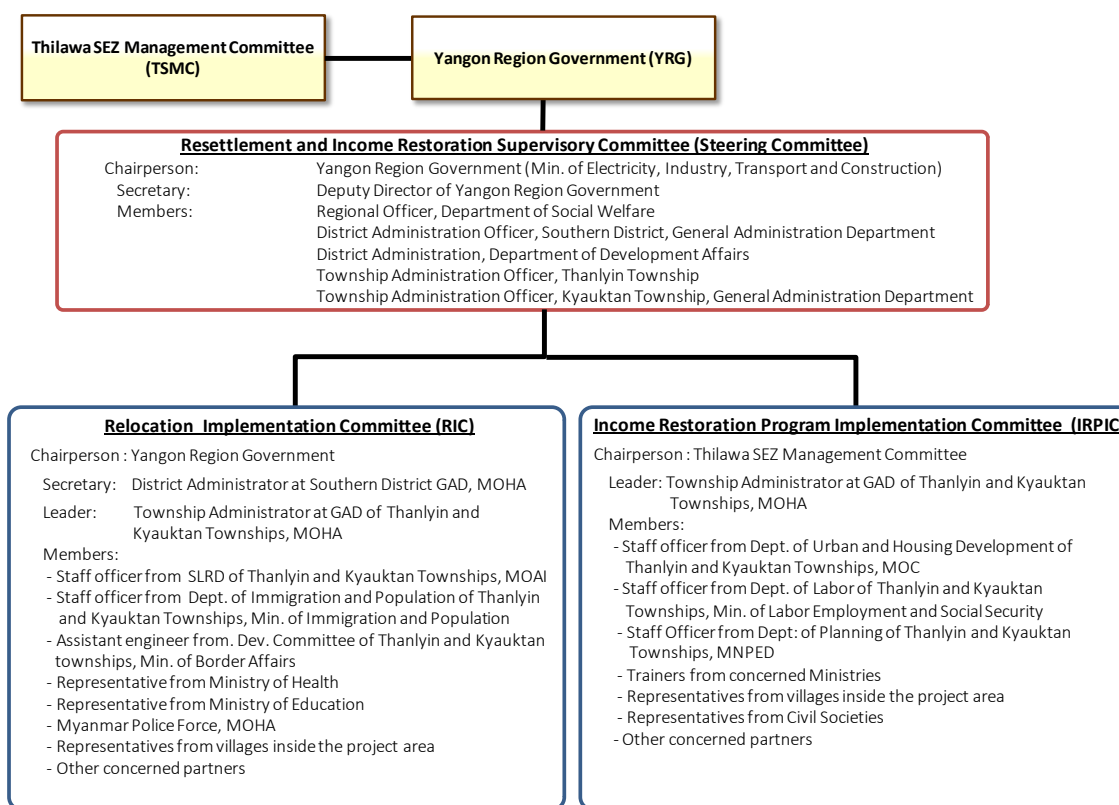 Thilawa SEZ Management Committee
(TSMC)
Yangon Region Government (YRG)
Resettlement and Income Restoration Supervisory Committee (Steering Committee)
Chairperson: Yangon Region Government (Min. of Electricity, Industry, Transport and Construction)
Secretary: Deputy Director of Yangon Region Government
Members: Regional Officer, Department of Social Welfare
District Administration Officer, Southern District, General Administration Department
District Administration, Department of Development Affairs
Township Administration Officer, Thanlyin Township
Township Administration Officer, Kyauktan Township, General Administration Department
Relocation Implementation Committee (RIC)
Chairperson : Yangon Region Government
Secretary: District Administrator at Southern District GAD, MOHA
Leader: Township Administrator at GAD of Thanlyin and
Kyauktan Townships, MOHA
Members:
- Staff officer from SLRD of Thanlyin and Kyauktan Townships, MOAI
- Staff officer from Dept. of Immigration and Population of Thanlyin
and Kyauktan Townships, Min. of Immigration and Population
- Assistant engineer from. Dev. Committee of Thanlyin and Kyauktan
townships, Min. of Border Affairs
- Representative from Ministry of Health
- Representative from Ministry of Education
- Myanmar Police Force, MOHA
- Representatives from villages inside the project area
- Other concerned partners
Income Restoration Program Implementation Committee (IRPIC
Chairperson : Thilawa SEZ Management Committee
Leader: Township Administrator at GAD of Thanlyin and Kyauktan
Townships, MOHA
Members:
- Staff officer from Dept. of Urban and Housing Development of
Thanlyin and Kyauktan Townships, MOC
- Staff officer from Dept. of Labor of Thanlyin and Kyauktan
Townships, Min. of Labor Employment and Social Security
- Staff Officer from Dept: of Planning of Thanlyin and Kyauktan
Townships, MNPED
- Trainers from concerned Ministries
- Representatives from villages inside the project area
- Representatives from Civil Societies
- Other concerned partners